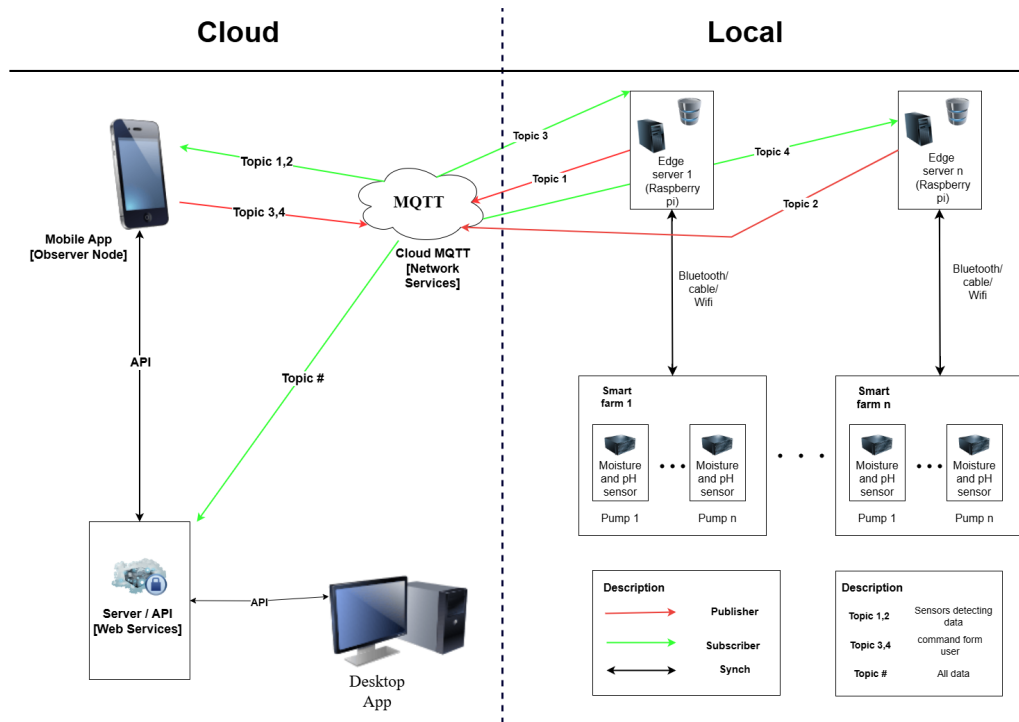 Cloud
Local
Topic 3
Topic 4
Topic 1,2
Topic 1
Edge
server 1
(Raspberry
pi)
Edge
server n
(Raspberry
pi)
MQTT
Topic 3,4
Topic 2
Mobile App
[Observer Node]
Cloud MQTT
[Network
Services]
Bluetooth/
cable/
Wifi
Bluetooth/
cable/
Wifi
API
Topic #
Smart
farm 1
Moisture
and pH
sensor
Moisture
and pH
sensor
Pump 1
Pump n
Smart
farm n
Moisture
and pH
sensor
Moisture
and pH
sensor
Pump 1
Pump n
Server / API
[Web Services]
API
Desktop
App
Description
Publisher
Subscriber
Synch
Description
Topic 1,2 Sensors detecting
data
Topic 3,4 command form
user
Topic # All data